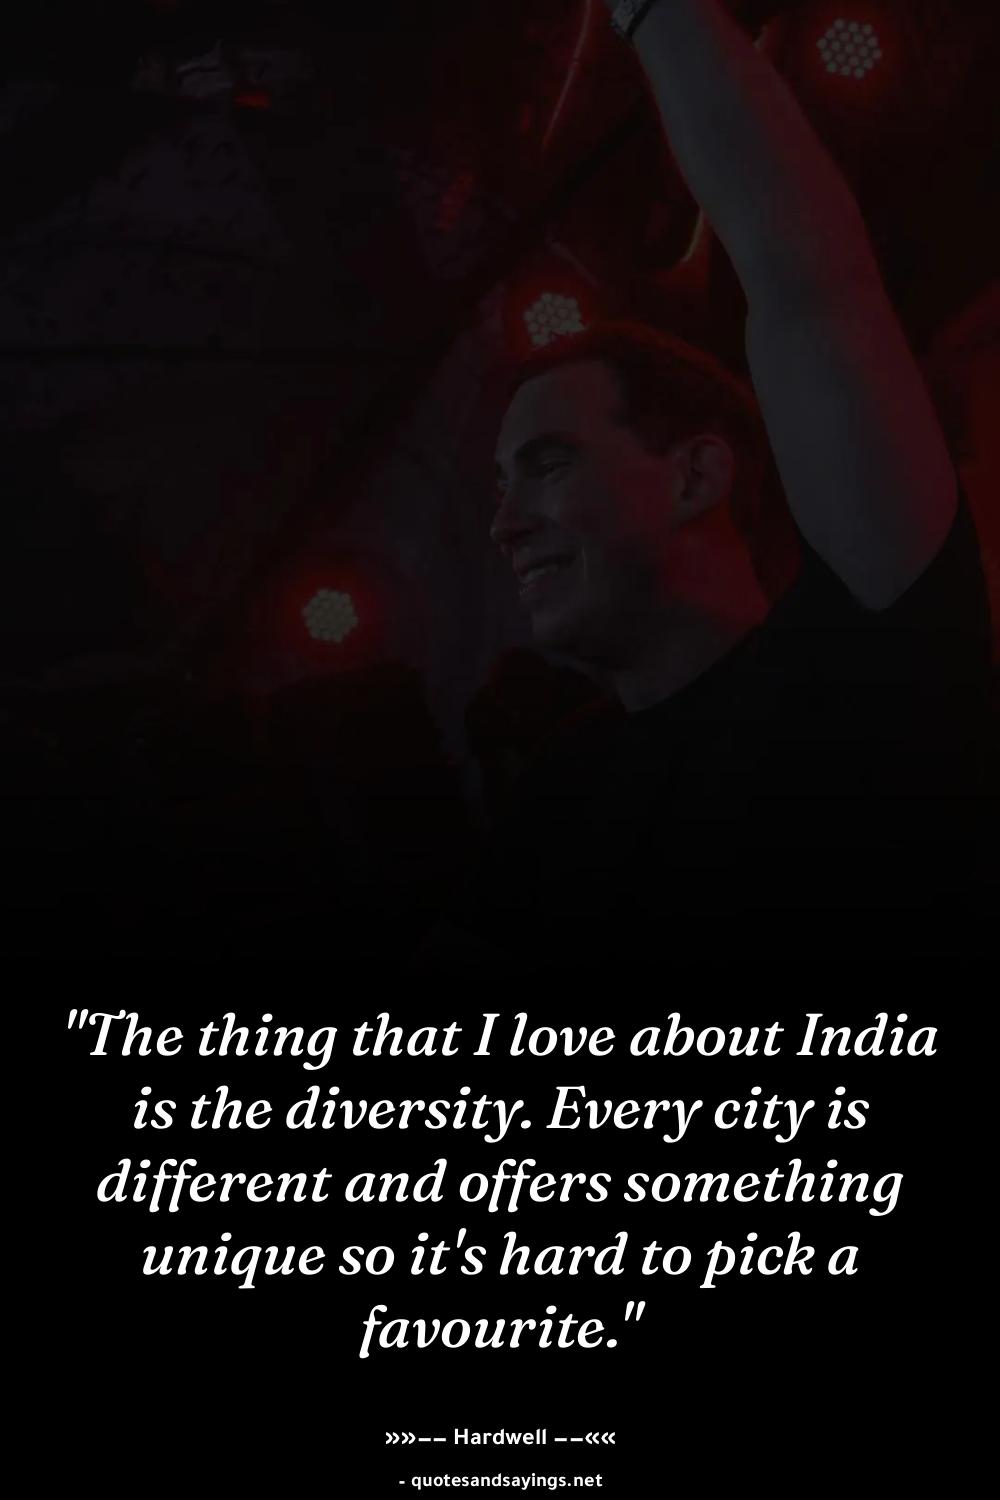 "The thing that I love about India
is the diversity. Every city is
different and offers something
unique so it's hard to pick a
favourite."
»»−− Hardwell −−««
- quotesandsayings.net